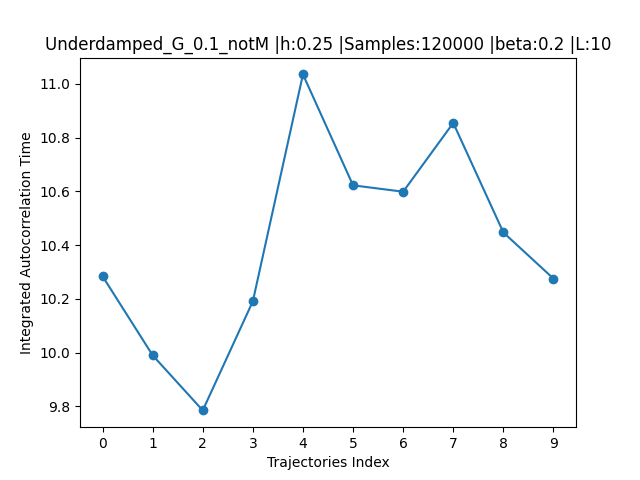 Underdamped_G_0.1_notM |h:0.25 |Samples:120000 |beta:0.2 |L:10
Integrated Autocorrelation Time
11.0
10.8
10.6
10.4
10.2
10.0
9.8
0 1 2 3 4 5 6 7 8 9
Trajectories Index